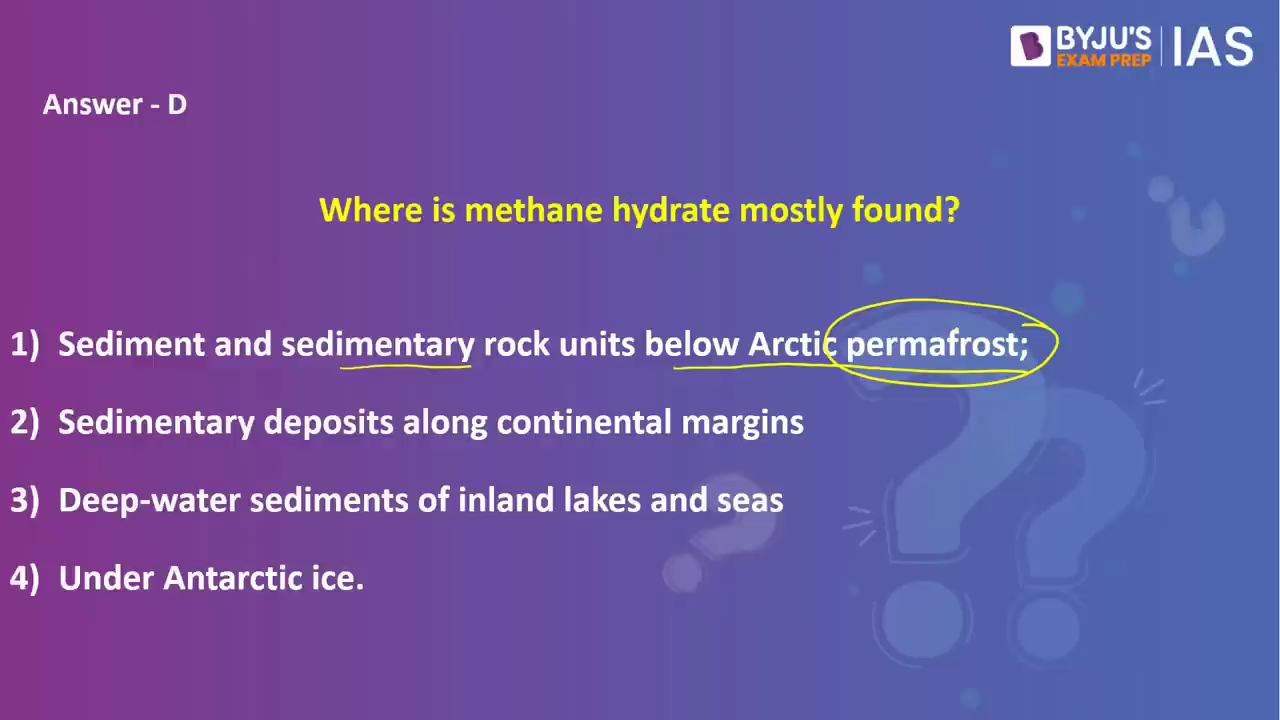 BYJU'S IAS
EXAM PREP
Answer - D
Where is methane hydrate mostly found?
1) Sediment and sedimentary rock units below Arctic permafrost;
2) Sedimentary deposits along continental margins
3) Deep-water sediments of inland lakes and seas
4) Under Antarctic ice.